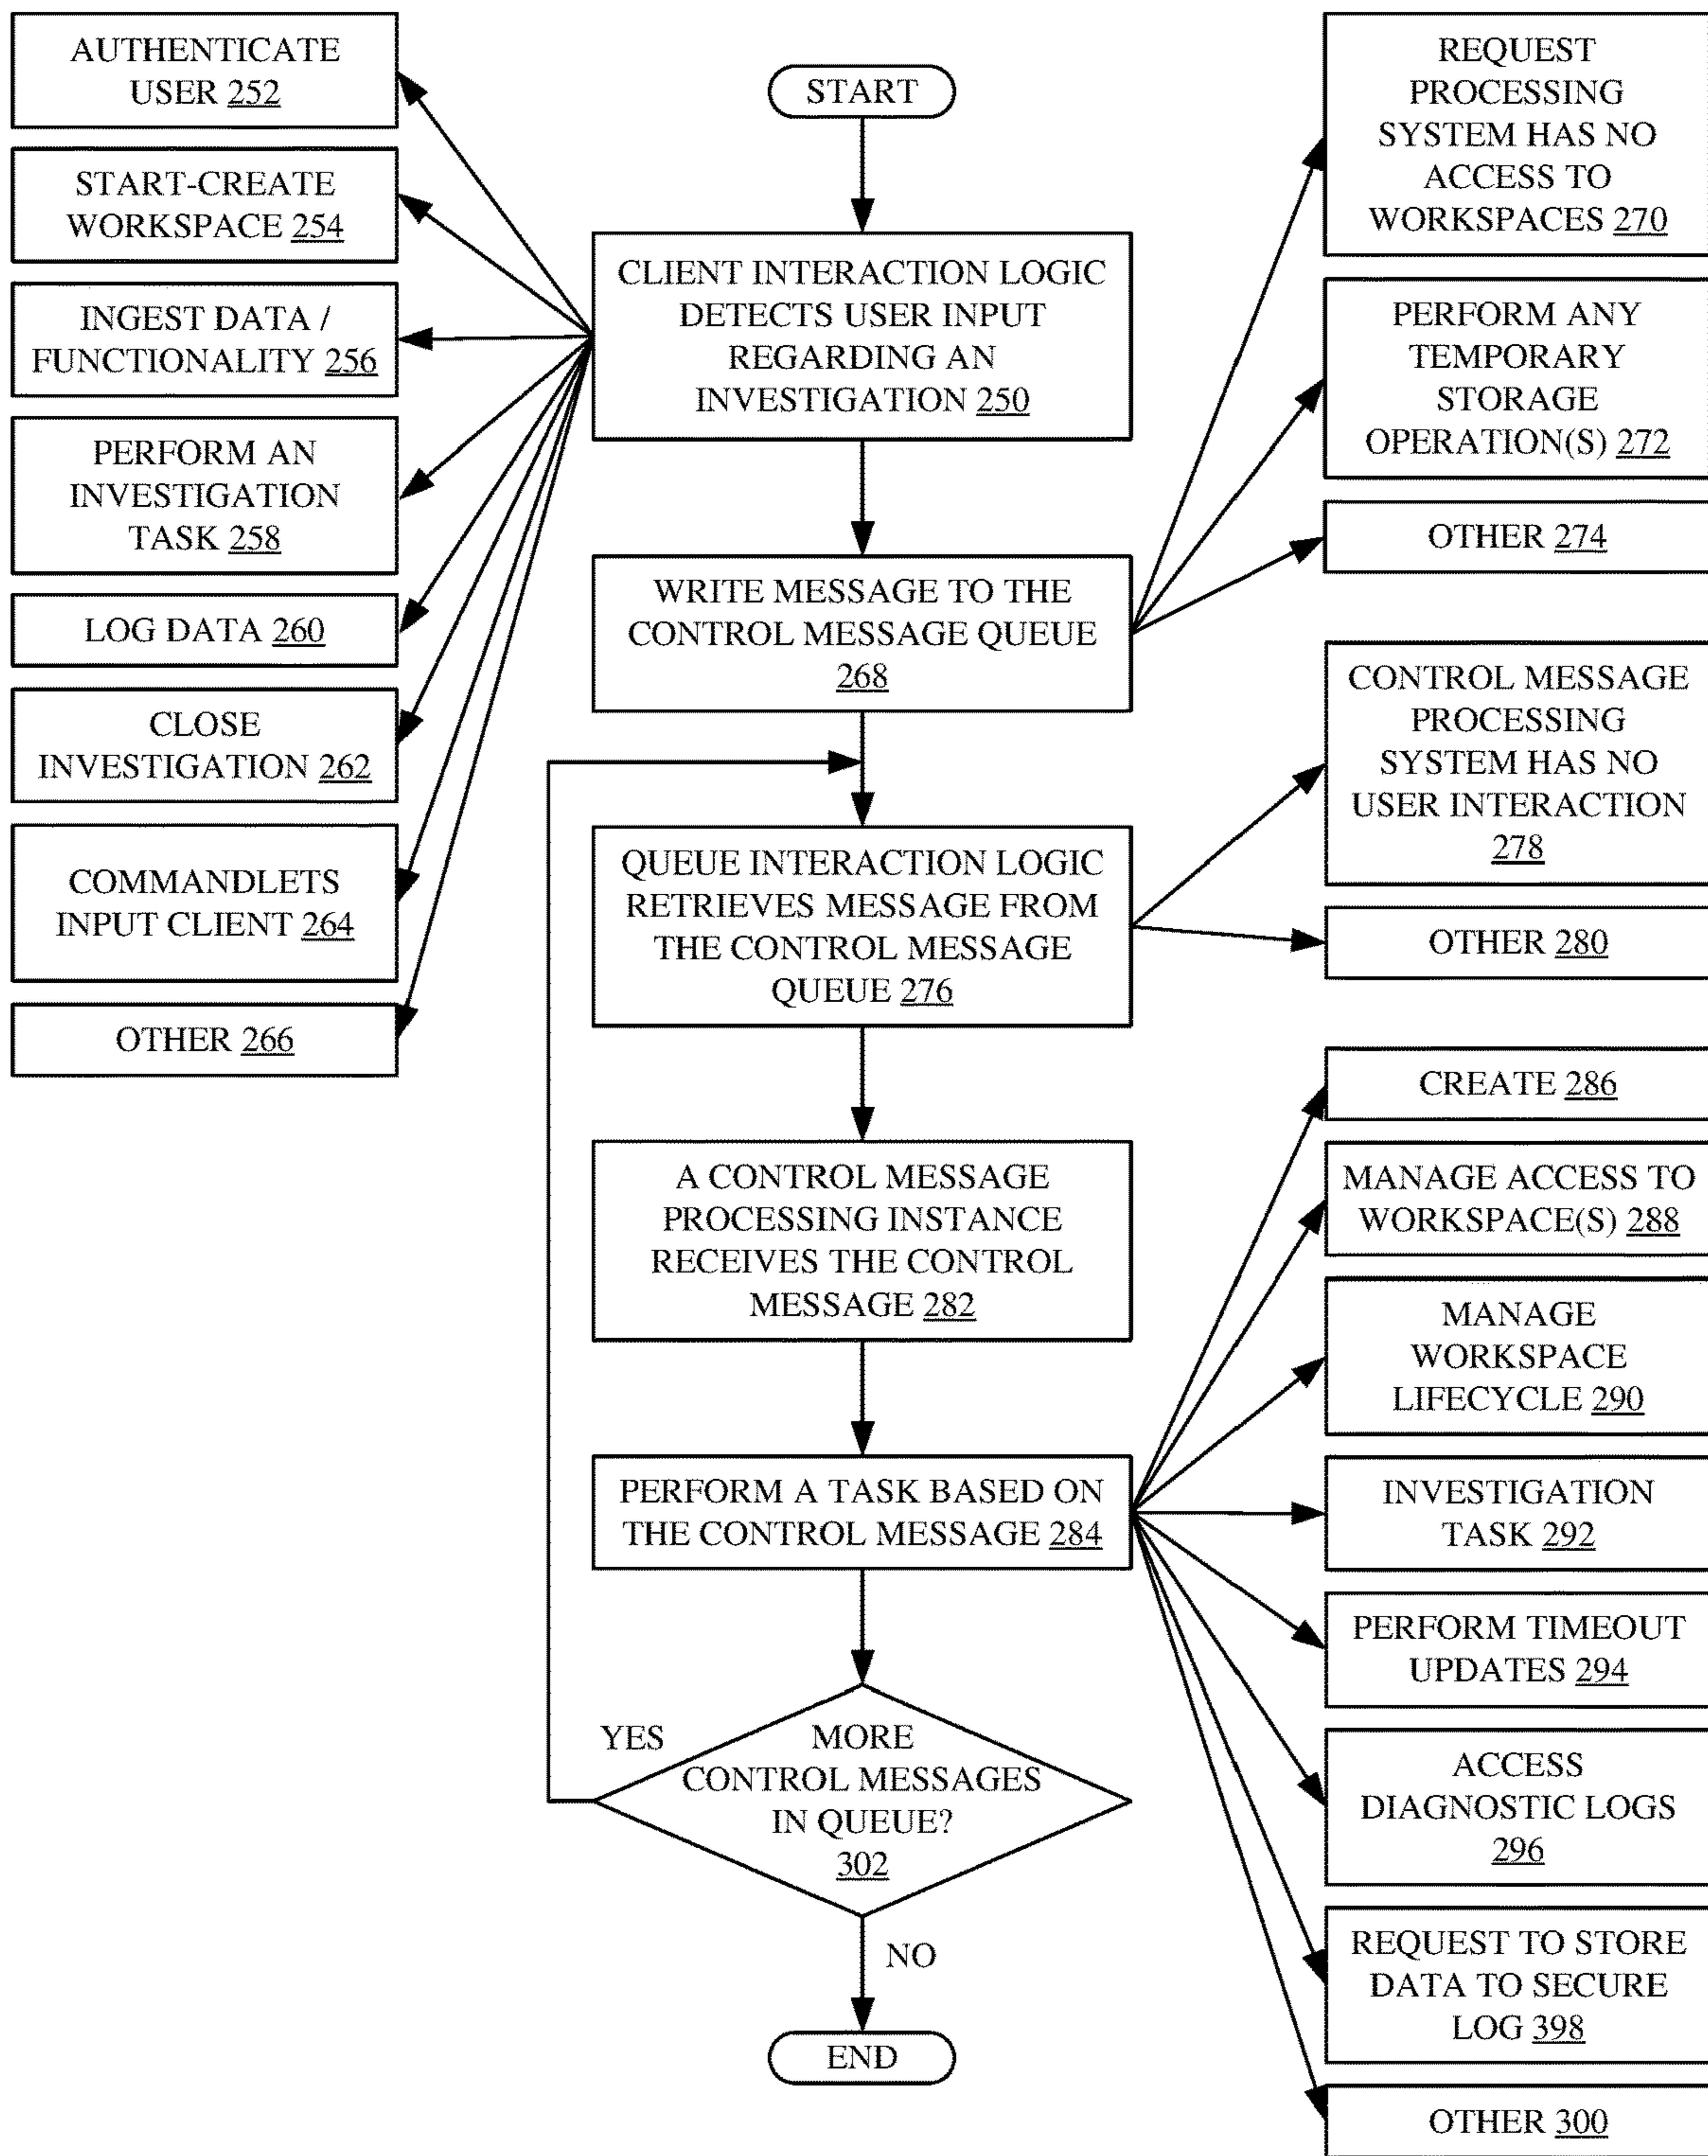 AUTHENTICATE
USER 252
START-CREATE
WORKSPACE 254
INGEST DATA /
FUNCTIONALITY 256
PERFORM AN
INVESTIGATION
TASK 258
LOG DATA 260
CLOSE
INVESTIGATION 262
COMMANDLETS
INPUT CLIENT 264
OTHER 266
START
CLIENT INTERACTION LOGIC
DETECTS USER INPUT
REGARDING AN
INVESTIGATION 250
WRITE MESSAGE TO THE
CONTROL MESSAGE QUEUE
268
QUEUE INTERACTION LOGIC
RETRIEVES MESSAGE FROM
THE CONTROL MESSAGE
QUEUE 276
A CONTROL MESSAGE
PROCESSING INSTANCE
RECEIVES THE CONTROL
MESSAGE 282
PERFORM A TASK BASED ON
THE CONTROL MESSAGE 284
YES
MORE
CONTROL MESSAGES
IN QUEUE?
302
NO
END
REQUEST
PROCESSING
SYSTEM HAS NO
ACCESS TO
WORKSPACES 270
PERFORM ANY
TEMPORARY
STORAGE
OPERATION(S) 272
OTHER 274
CONTROL MESSAGE
PROCESSING
SYSTEM HAS NO
USER INTERACTION
278
OTHER 280
CREATE 286
MANAGE ACCESS TO
WORKSPACE(S) 288
MANAGE
WORKSPACE
LIFECYCLE 290
INVESTIGATION
TASK 292
PERFORM TIMEOUT
UPDATES 294
ACCESS
DIAGNOSTIC LOGS
296
REQUEST TO STORE
DATA TO SECURE
LOG 398
OTHER 300